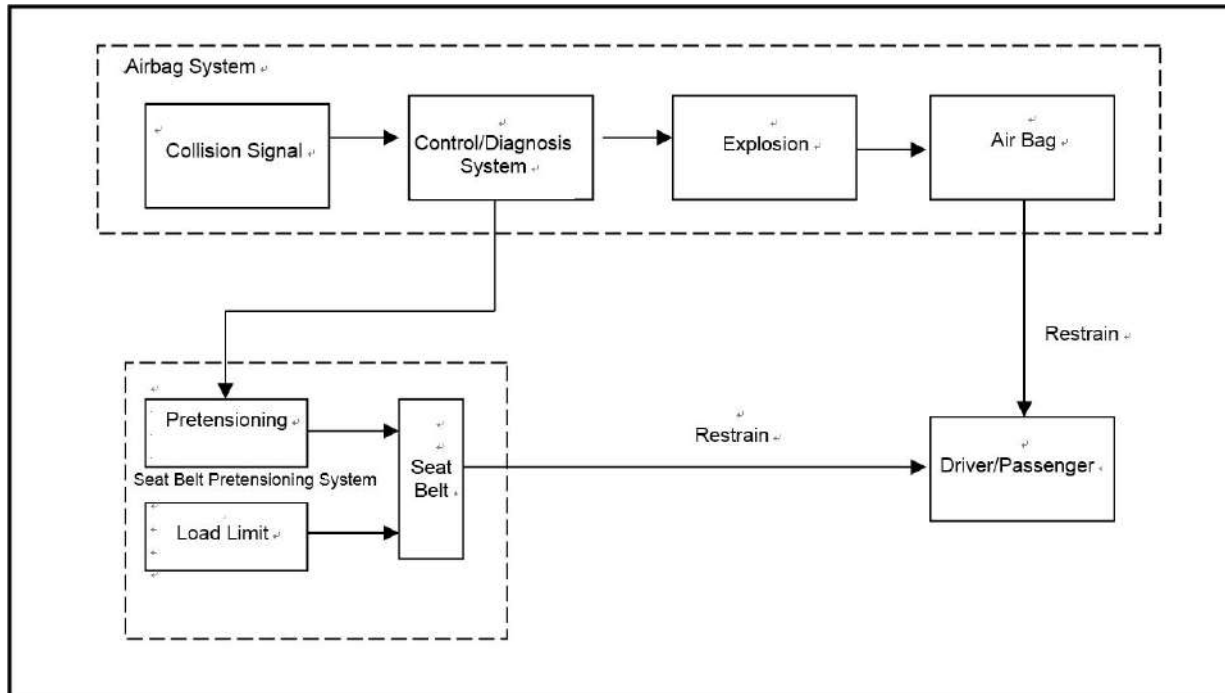 Airbag System
Collision Signal
Control/Diagnosis
System
Explosion
Air Bag
Restrain
Pretensioning
Seat Belt Pretensioning System
Load Limit
Seat
Belt
Restrain
Driver/Passenger